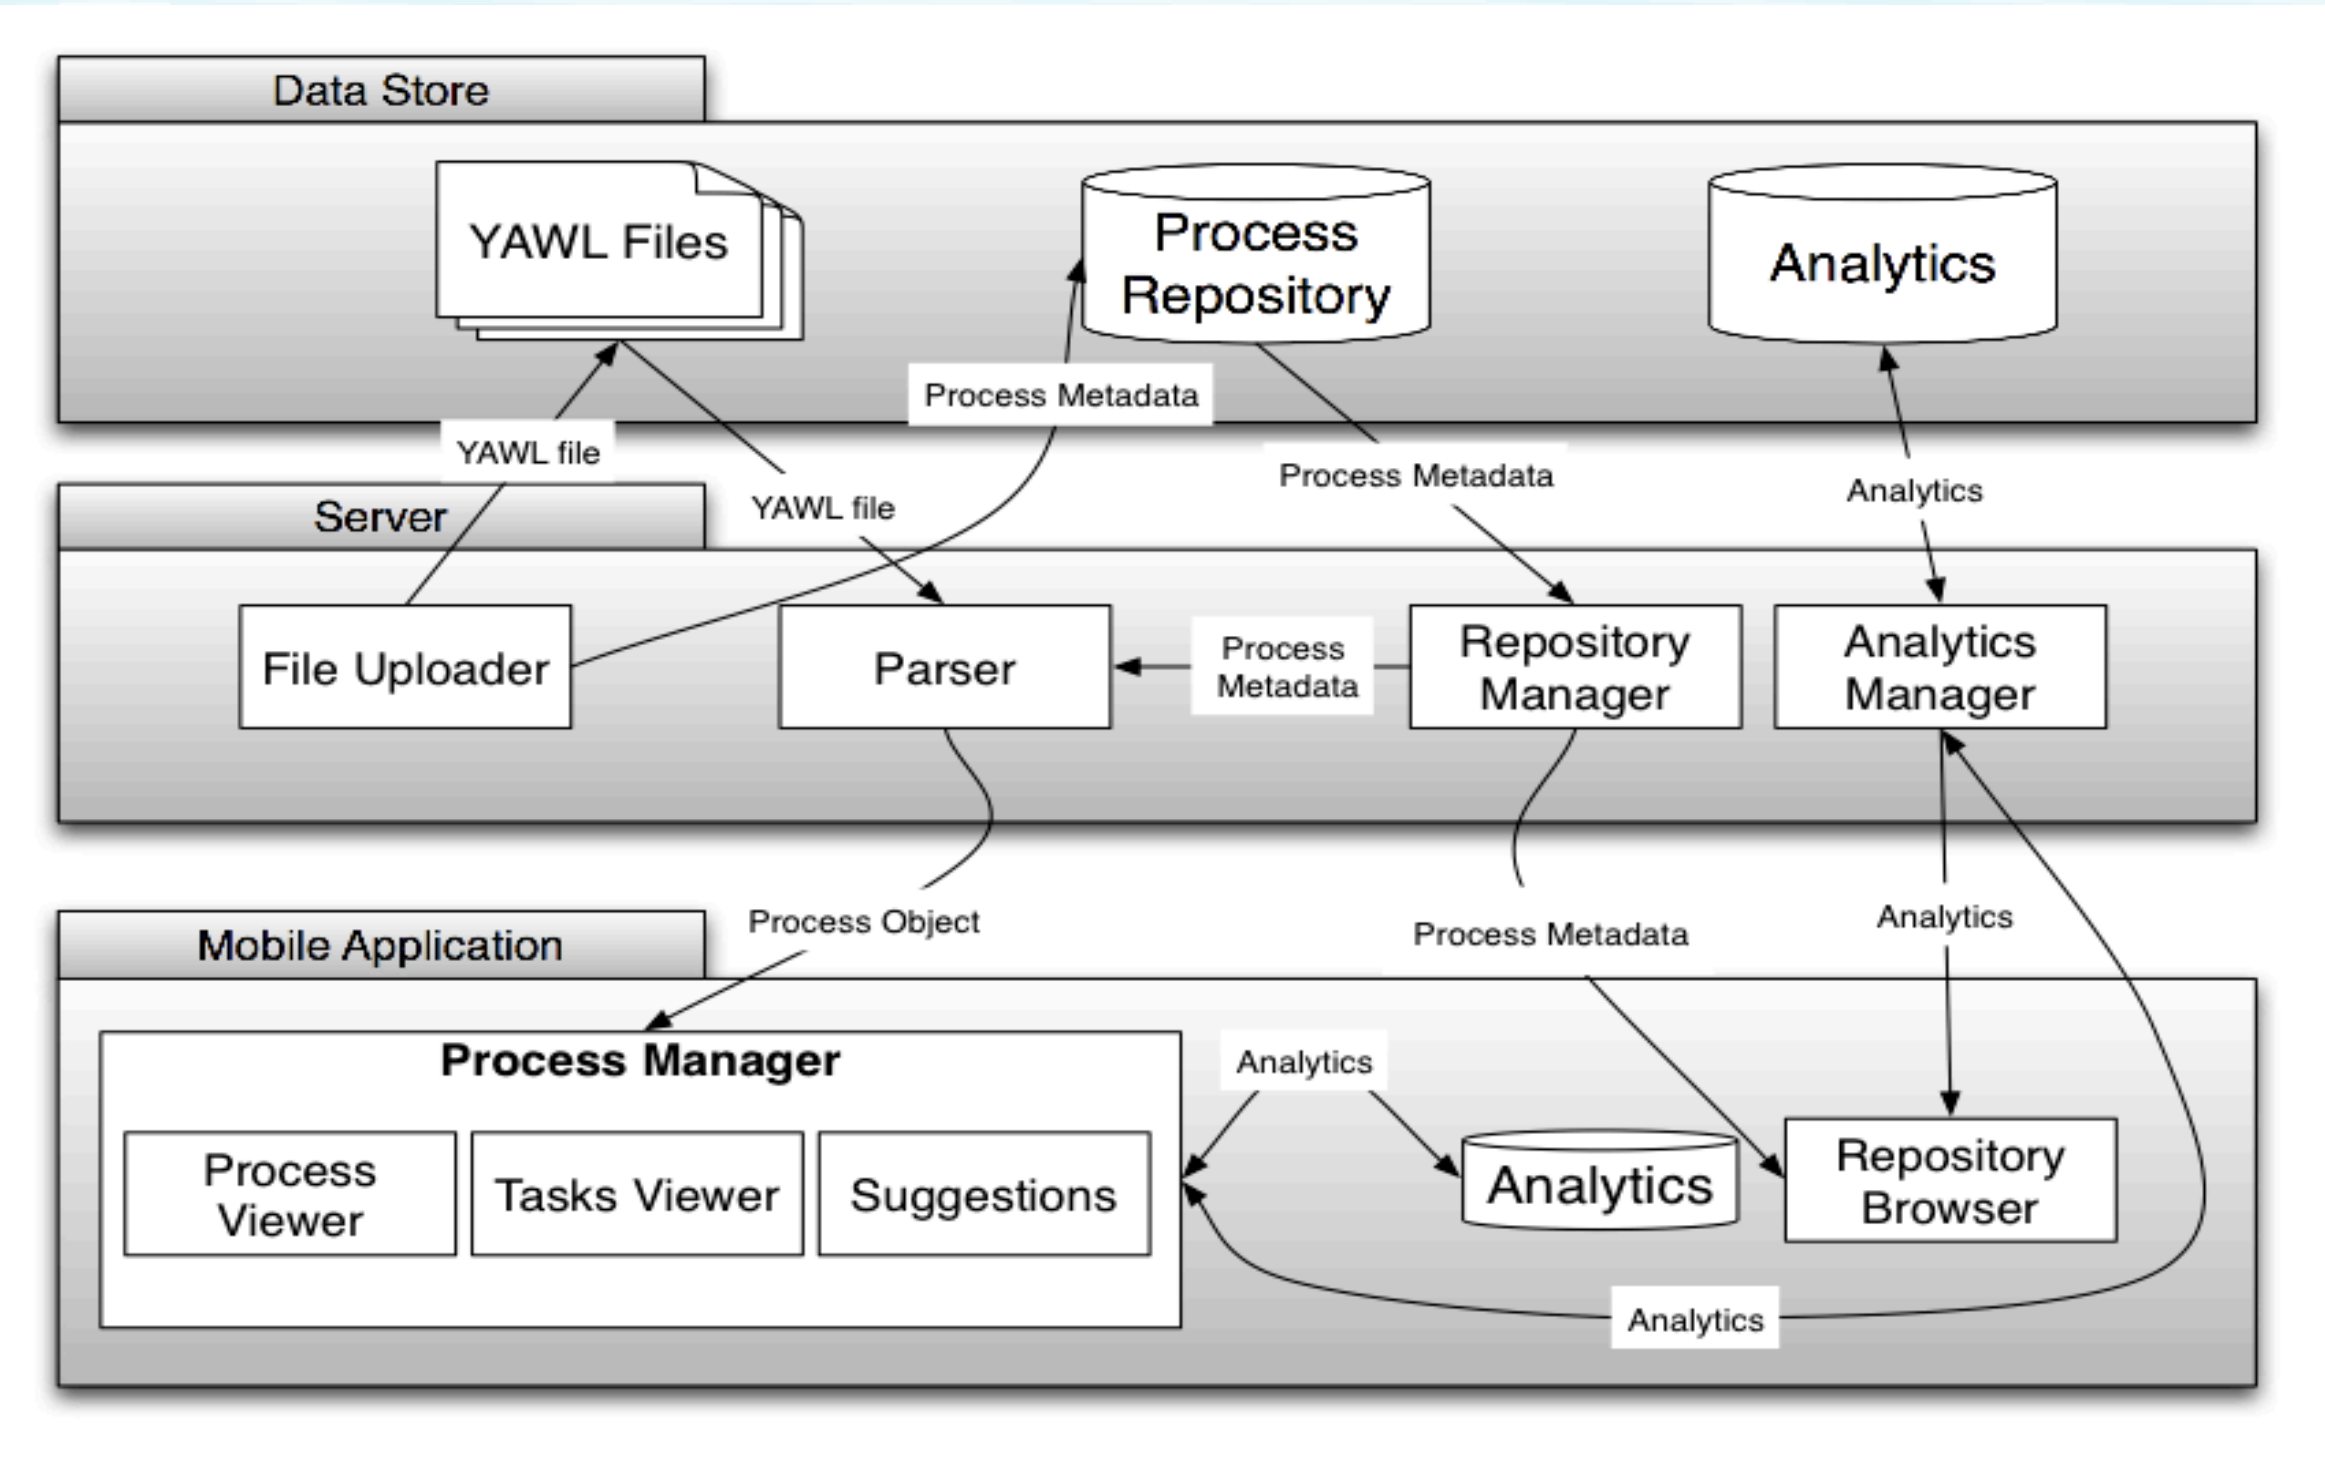 Data Store
YAWL Files
Process
Repository
Analytics
Process Metadata
YAWL file
Process Metadata
Analytics
YAWL file
Server
File Uploader
Parser
Process
Metadata
Repository
Manager
Analytics
Manager
Process Object
Process Metadata
Analytics
Mobile Application
Process Manager
Process
Viewer
Tasks Viewer
Suggestions
Analytics
Analytics
Repository
Browser
Analytics